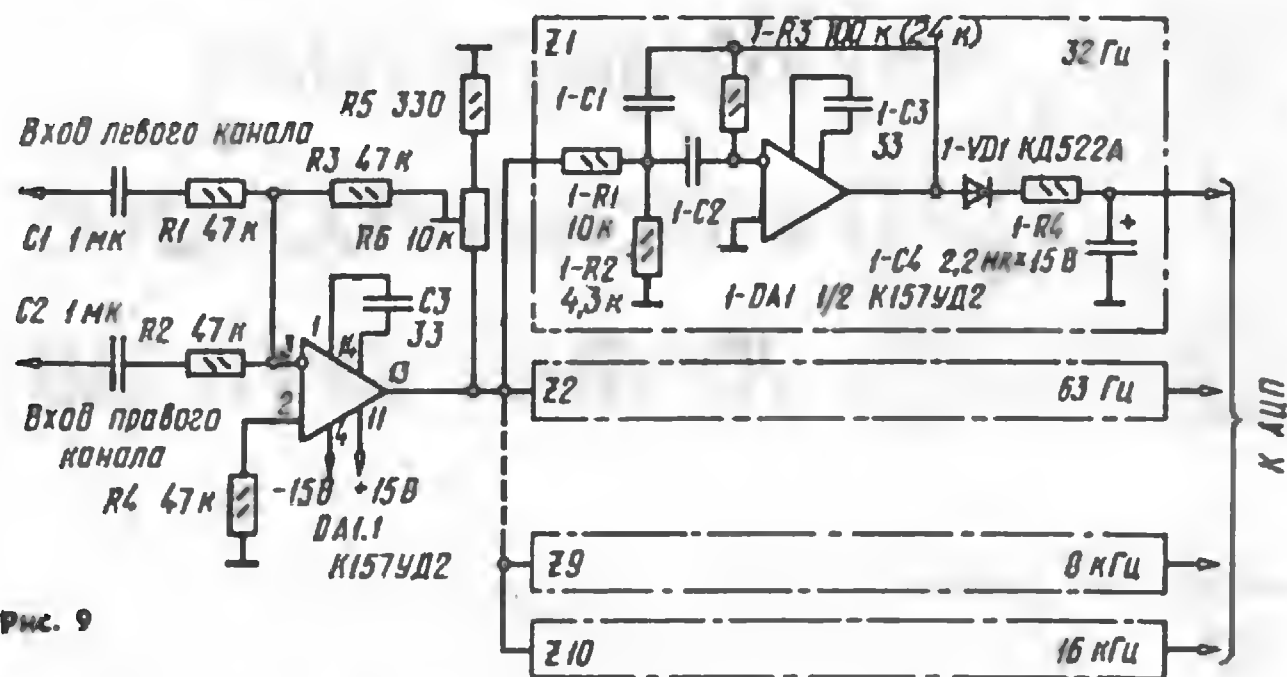 Z1
1-R3 100 к (24 к)
32 Гц
R5 330
1-C1
1-C3
33
Вход левого канала
1-VD1 КД522А
R3 47 к
C1 1 мк
R1 47 к
R6 10к
1-R1
10 к
1-C2
1-R4
1-R2
4,3 к
1-C4 2,2 мк×15 В
+
1-DA1 1/2 К157УД2
C2 1 мк
R2 47 к
1
C3
33
3
14
13
2
4
11
Z2
63 Гц
Вход правого
канала
R4 47 к
-15В
+15В
DA1.1
К157УД2
К АЦП
Z9
8 кГц
Рис. 9
Z10
16 кГц